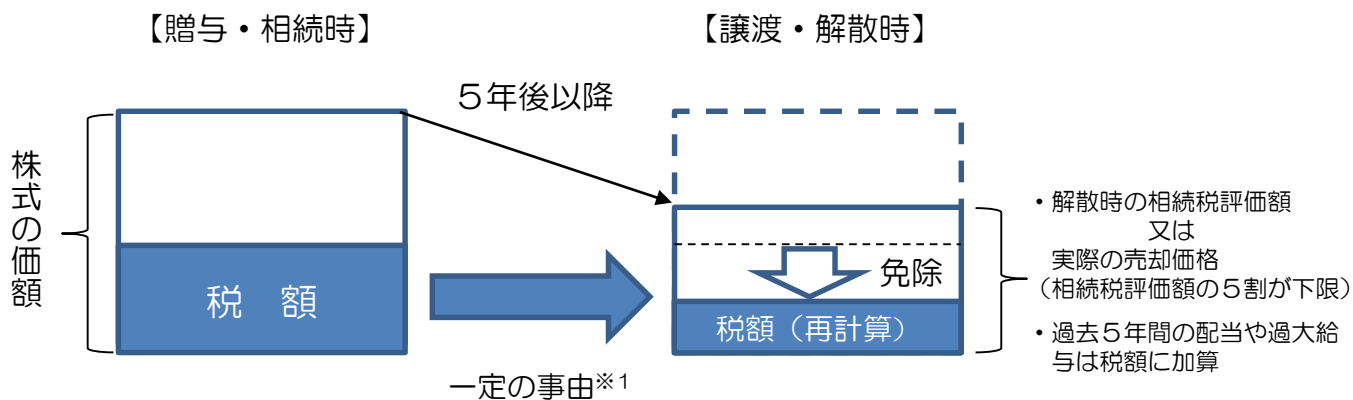 【贈与・相続時】
【譲渡・解散時】
5年後以降
株式の価額
税 額
免除
税額（再計算）
一定の事由※1
・解散時の相続税評価額
又は
実際の売却価格
（相続税評価額の５割が下限）
・過去５年間の配当や過大給
与は税額に加算